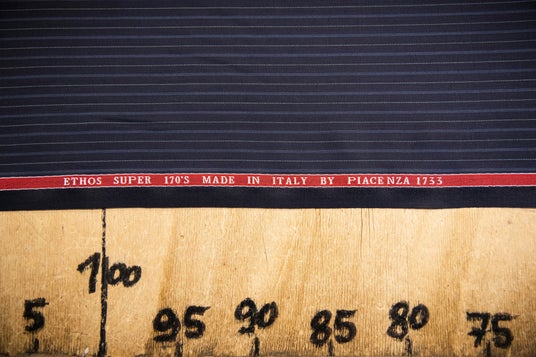 ETHOS SUPER 170'S MADE IN ITALY BY PIACENZA 1733
100
5 95 90 85 80 75